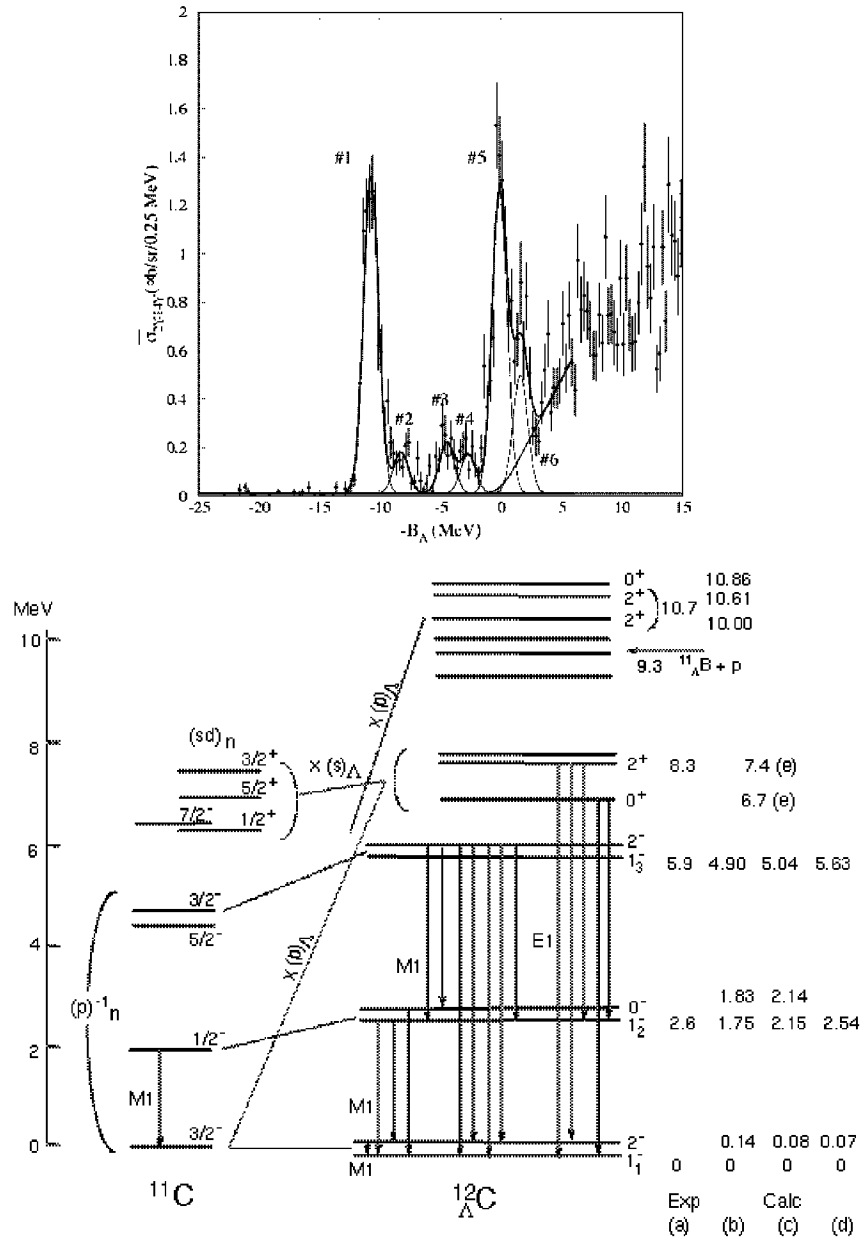 2
1.8
1.6
1.4
1.2
1
0.8
0.6
0.4
0.2
0
#1
#2
#3
#4
#5
#6
(μb/sr/0.25 MeV)
-25 -20 -15 -10 -5 0 5 10 15
-BΛ (MeV)
MeV
10
8
6
4
2
0
(sd)n
3/2+
5/2+
7/2-
1/2+
3/2-
5/2-
(p)-1n
1/2-
M1
3/2-
11C
× (p)Λ
× (s)Λ
× (p)Λ
0+ 10.86
2+ 10.7 10.61
2+ 10.00
9.3 11ΛB + p
2+ 8.3 7.4 (e)
0+ 6.7 (e)
2-
1-3 5.9 4.90 5.04 5.63
M1
E1
0- 1.83 2.14
1-2 2.6 1.75 2.15 2.54
M1
2- 0.14 0.08 0.07
1-1 0 0 0 0
M1
12ΛC
Exp Calc
(a) (b) (c) (d)